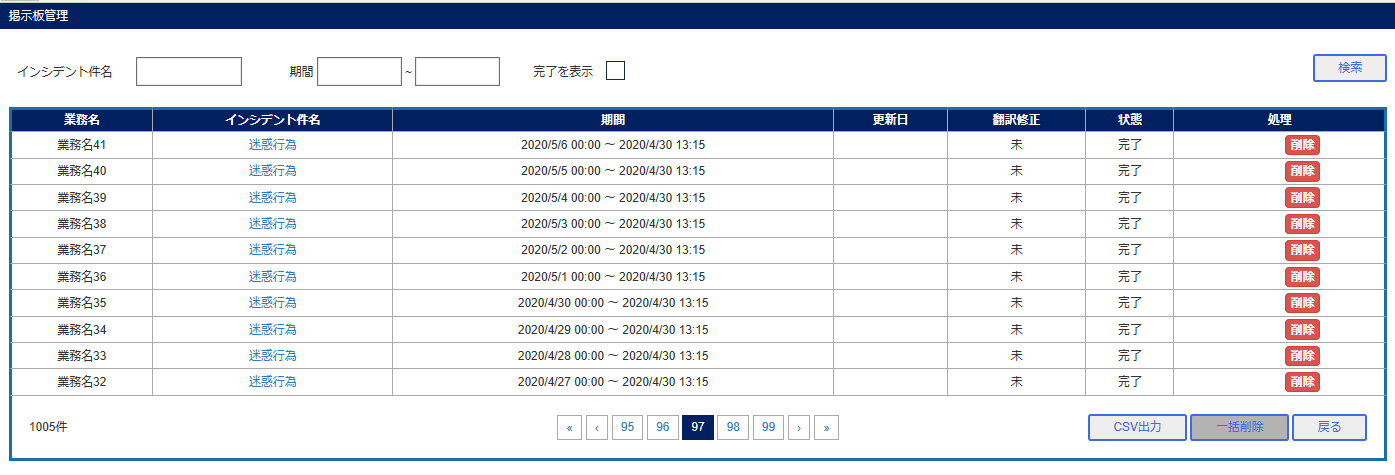 掲示板管理
インシデント件名 期間 ~ 完了を表示 検索
業務名 インシデント件名 期間 更新日 翻訳修正 状態 処理
業務名41 迷惑行為 2020/5/6 00:00 〜 2020/4/30 13:15 未 完了 削除
業務名40 迷惑行為 2020/5/5 00:00 〜 2020/4/30 13:15 未 完了 削除
業務名39 迷惑行為 2020/5/4 00:00 〜 2020/4/30 13:15 未 完了 削除
業務名38 迷惑行為 2020/5/3 00:00 〜 2020/4/30 13:15 未 完了 削除
業務名37 迷惑行為 2020/5/2 00:00 〜 2020/4/30 13:15 未 完了 削除
業務名36 迷惑行為 2020/5/1 00:00 〜 2020/4/30 13:15 未 完了 削除
業務名35 迷惑行為 2020/4/30 00:00 〜 2020/4/30 13:15 未 完了 削除
業務名34 迷惑行為 2020/4/29 00:00 〜 2020/4/30 13:15 未 完了 削除
業務名33 迷惑行為 2020/4/28 00:00 〜 2020/4/30 13:15 未 完了 削除
業務名32 迷惑行為 2020/4/27 00:00 〜 2020/4/30 13:15 未 完了 削除
1005件 « ‹ 95 96 97 98 99 › » CSV出力 一括削除 戻る